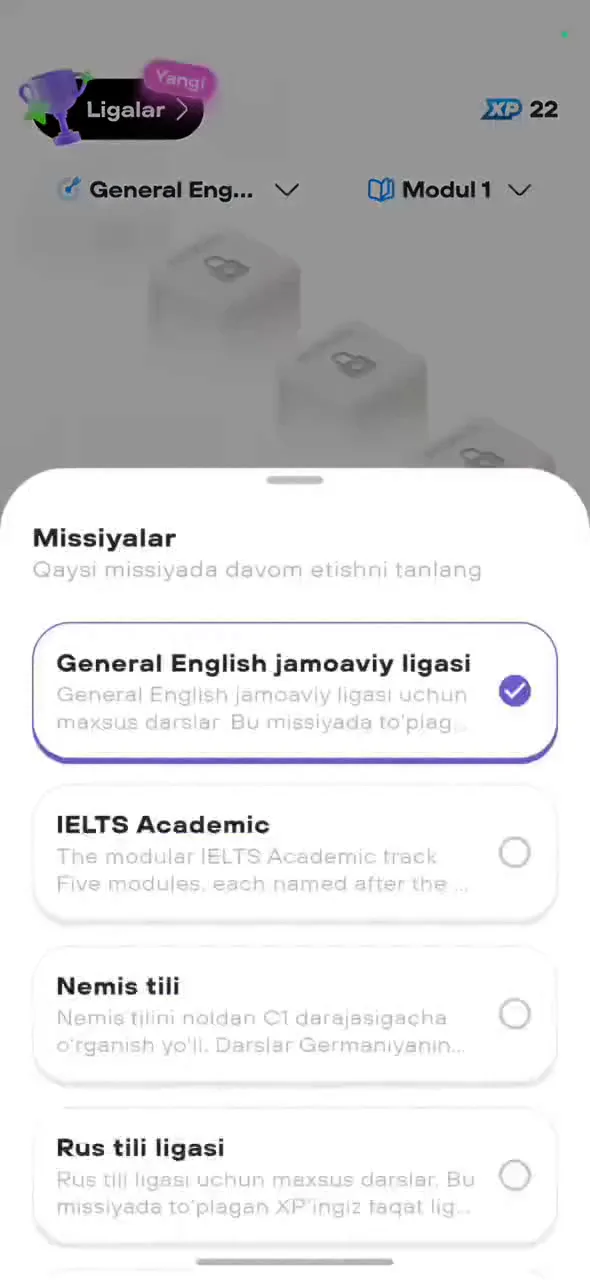 Yangi
Ligalar
XP 22
General Eng...
Modul 1
Missiyalar
Qaysi missiyada davom etishni tanlang
General English jamoaviy ligasi
General English jamoaviy ligasi uchun
maxsus darslar. Bu missiyada to'plag...
IELTS Academic
The modular IELTS Academic track
Five modules, each named after the ...
Nemis tili
Nemis tilini noldan C1 darajasigacha
o'rganish yo'li. Darslar Germaniyanin...
Rus tili ligasi
Rus tili ligasi uchun maxsus darslar. Bu
missiyada to'plagan XP'ingiz faqat lig...